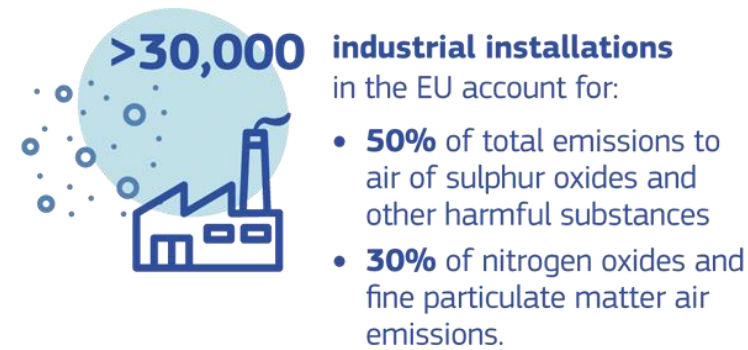 >30,000 industrial installations
in the EU account for:
• 50% of total emissions to
air of sulphur oxides and
other harmful substances
• 30% of nitrogen oxides and
fine particulate matter air
emissions.